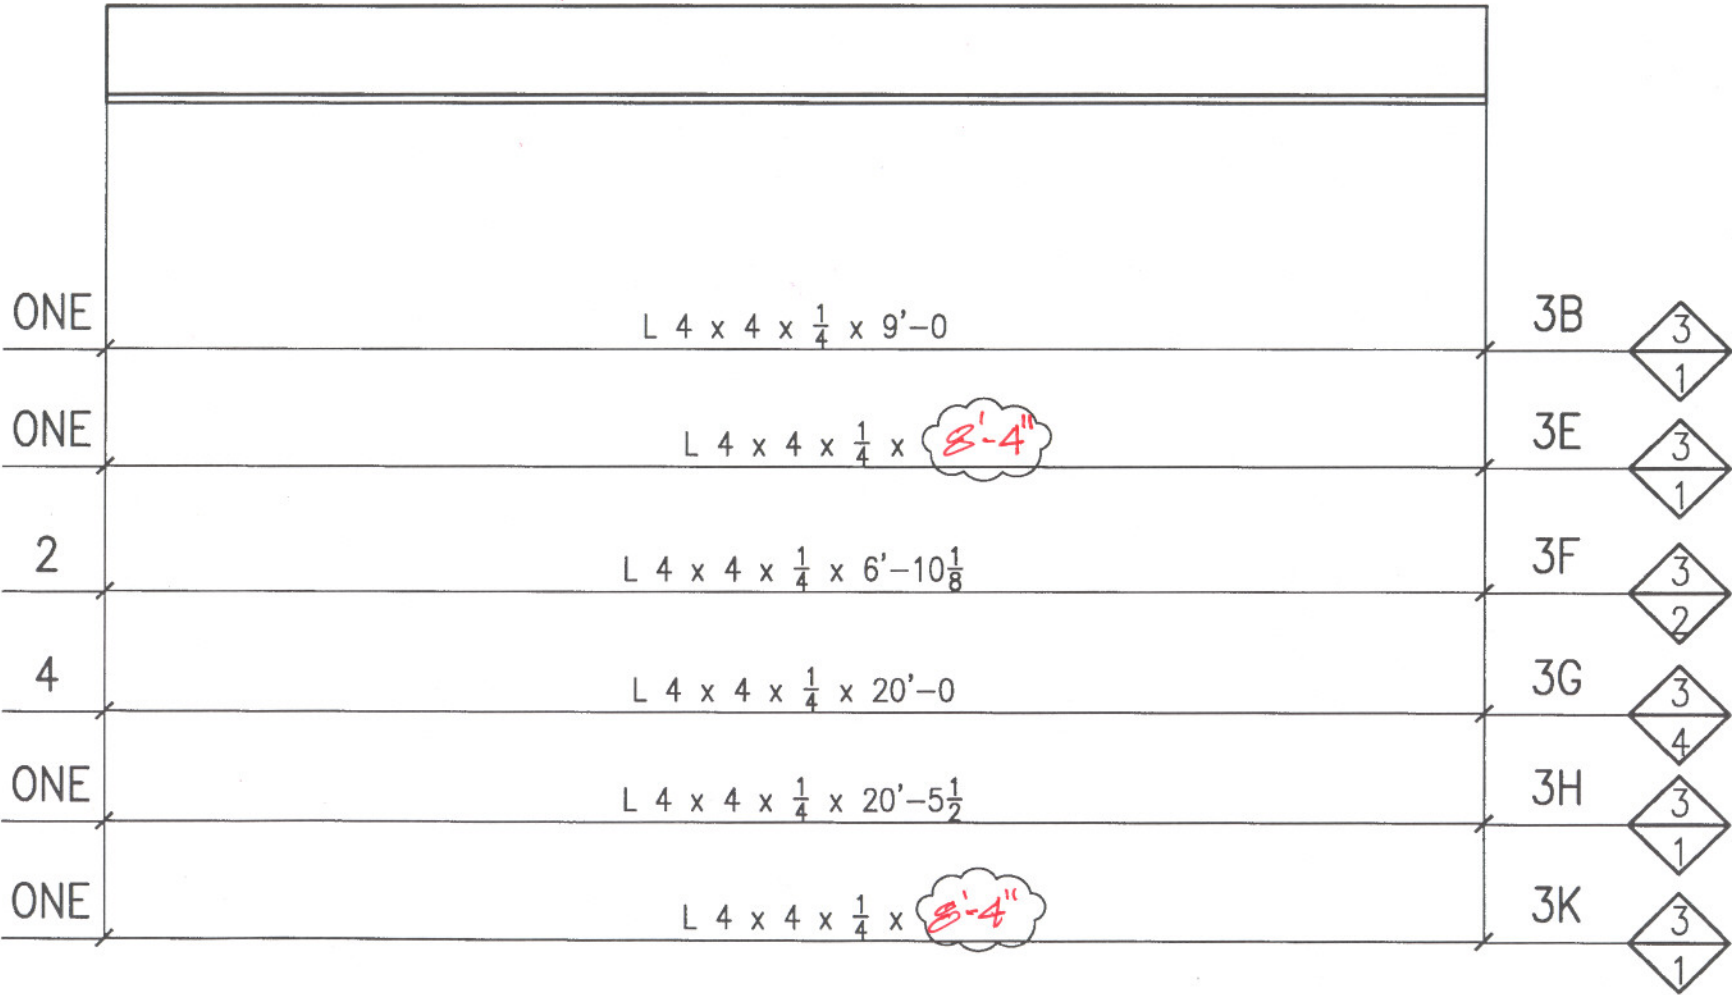 ONE L 4 x 4 x 1/4 x 9'-0 3B 3/1
ONE L 4 x 4 x 1/4 x 8'-4" 3E 3/1
2 L 4 x 4 x 1/4 x 6'-10 1/8 3F 3/2
4 L 4 x 4 x 1/4 x 20'-0 3G 3/4
ONE L 4 x 4 x 1/4 x 20'-5 1/2 3H 3/1
ONE L 4 x 4 x 1/4 x 8'-4" 3K 3/1